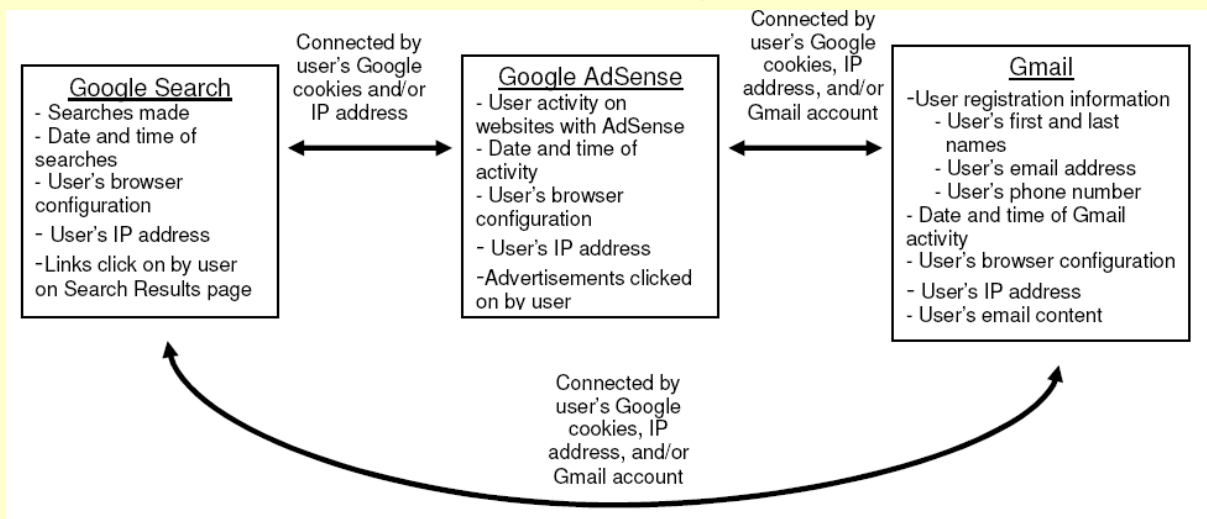 Connected by
user's Google
cookies and/or
IP address
Connected by
user's Google
cookies, IP
address, and/or
Gmail account
Google Search
- Searches made
- Date and time of
searches
- User's browser
configuration
- User's IP address
-Links click on by user
on Search Results page
Google AdSense
- User activity on
websites with AdSense
- Date and time of
activity
- User's browser
configuration
- User's IP address
-Advertisements clicked
on by user
Gmail
-User registration information
- User's first and last
names
- User's email address
- User's phone number
- Date and time of Gmail
activity
- User's browser configuration
- User's IP address
- User's email content
Connected by
user's Google
cookies, IP
address, and/or
Gmail account